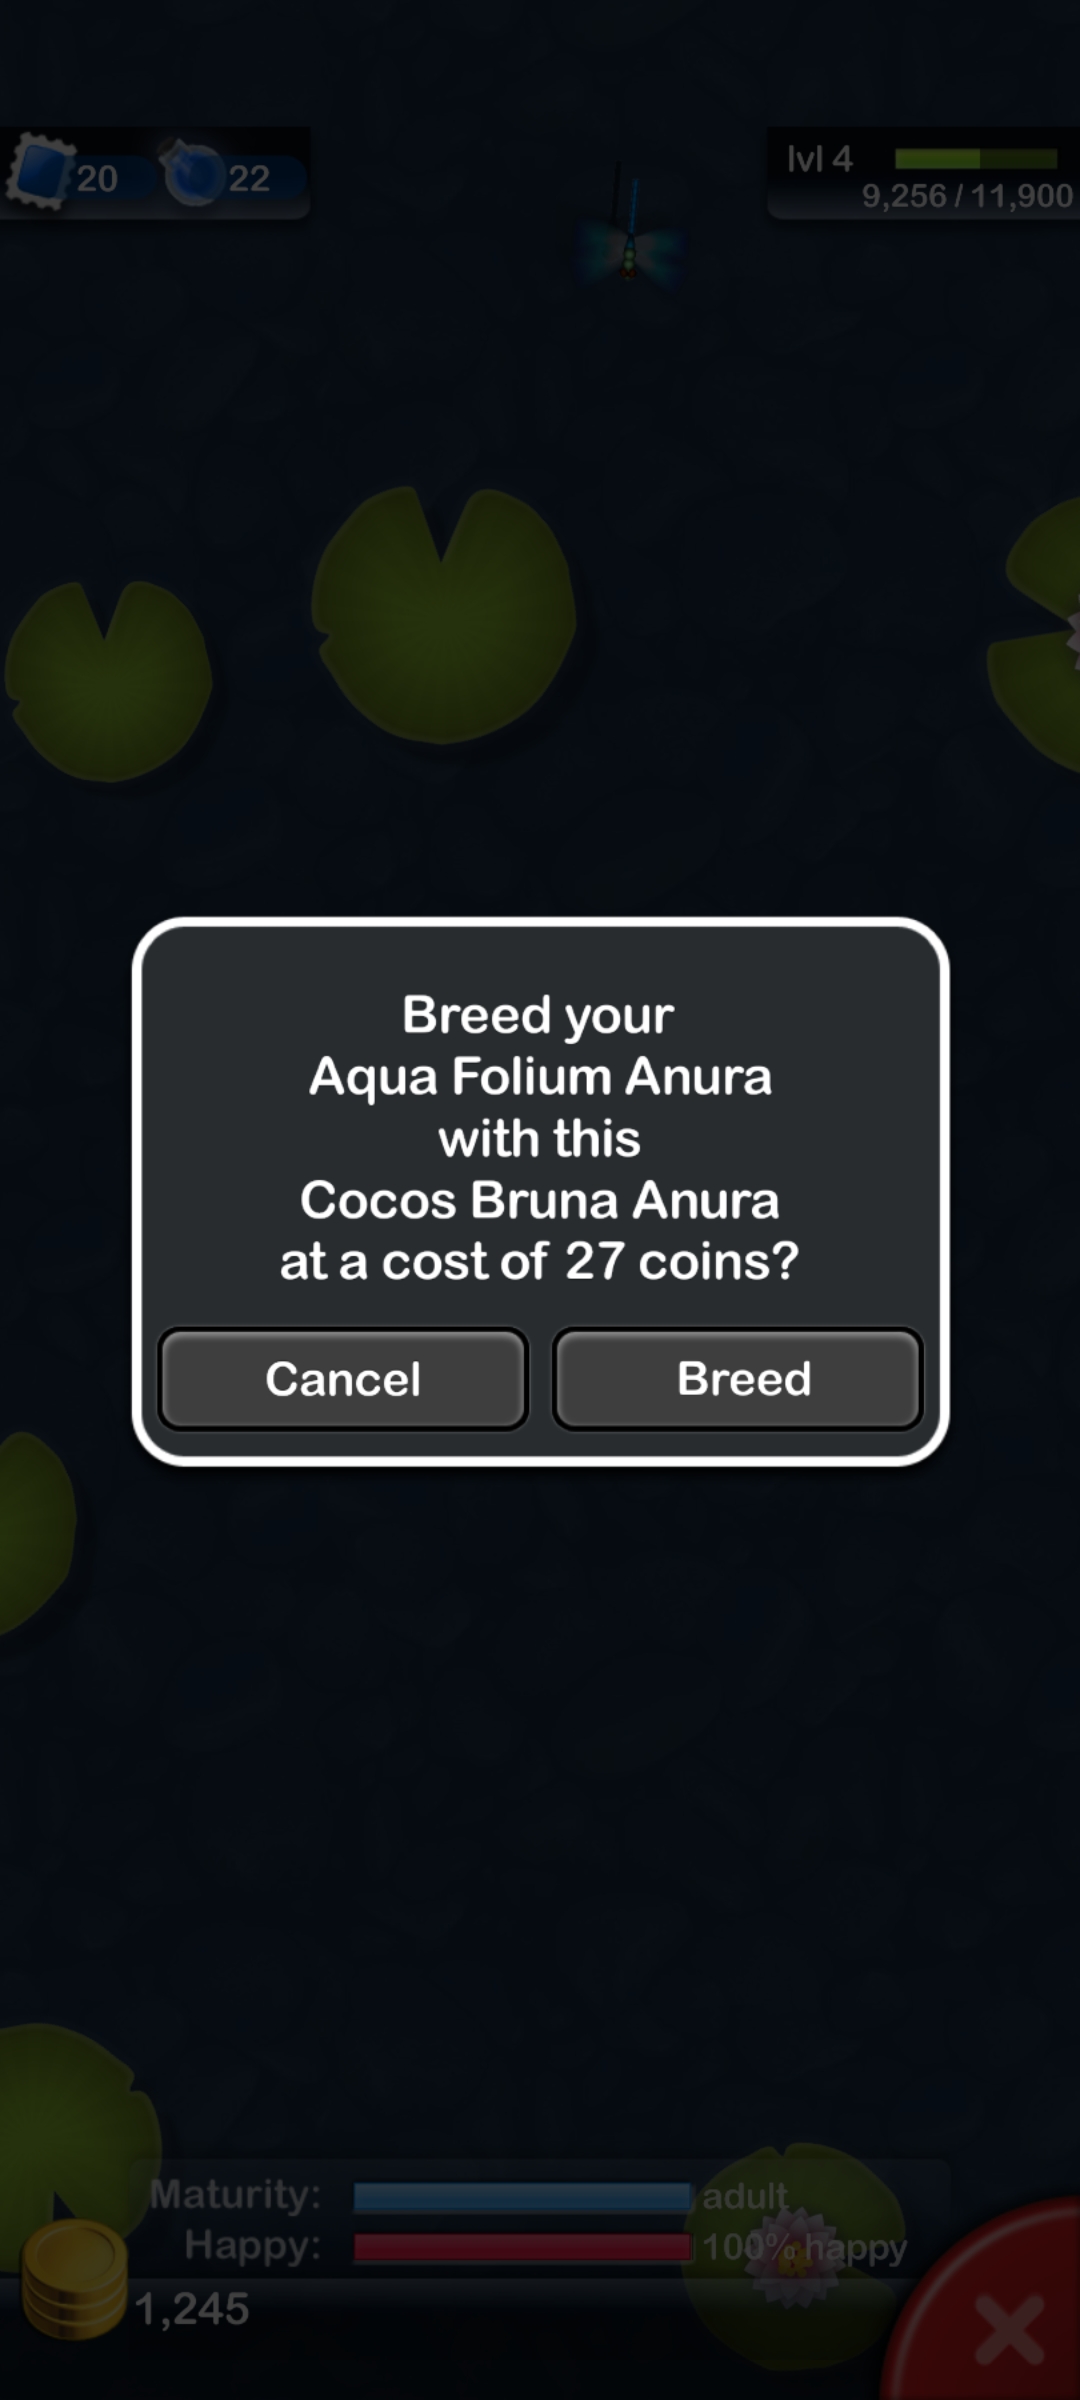 20
22
lvl 4
9,256 / 11,900
Breed your
Aqua Folium Anura
with this
Cocos Bruna Anura
at a cost of 27 coins?
Cancel
Breed
Maturity:
adult
Happy:
100% happy
1,245